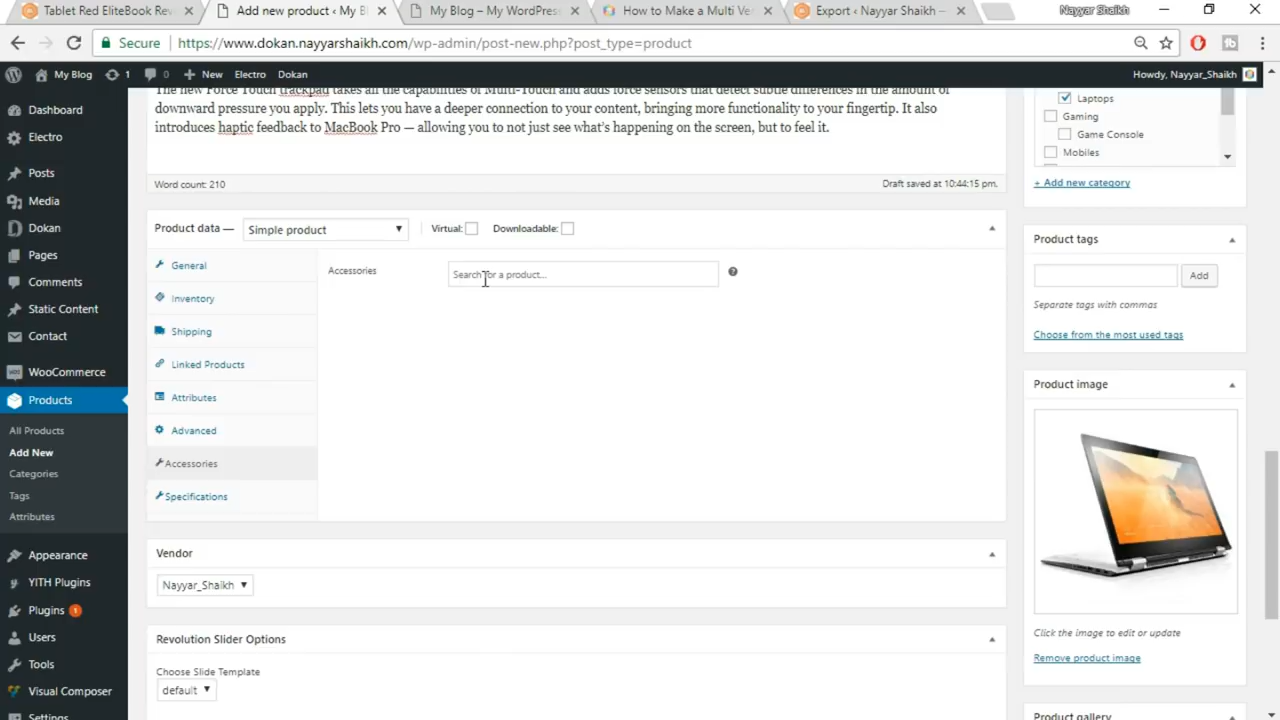 Tablet Red EliteBook Rev
Add new product ‹ My Bl
My Blog – My WordPress
How to Make a Multi Ve
Export ‹ Nayyar Shaikh –
Nayyar Shaikh
Secure
https://www.dokan.nayyarshaikh.com/wp-admin/post-new.php?post_type=product
My Blog
1
0
New
Electro
Dokan
Howdy, Nayyar_Shaikh
Dashboard
Electro
Posts
Media
Dokan
Pages
Comments
Static Content
Contact
WooCommerce
Products
All Products
Add New
Categories
Tags
Attributes
Appearance
YITH Plugins
Plugins 1
Users
Tools
Visual Composer
Settings
The new Force Touch trackpad takes all the capabilities of Multi-Touch and adds force sensors that detect subtle differences in the amount of
downward pressure you apply. This lets you have a deeper connection to your content, bringing more functionality to your fingertip. It also
introduces haptic feedback to MacBook Pro — allowing you to not just see what's happening on the screen, but to feel it.
Word count: 210
Draft saved at 10:44:15 pm.
Product data —
Simple product
Virtual:
Downloadable:
General
Inventory
Shipping
Linked Products
Attributes
Advanced
Accessories
Specifications
Accessories
Search for a product...
Vendor
Nayyar_Shaikh
Revolution Slider Options
Choose Slide Template
default
Laptops
Gaming
Game Console
Mobiles
+ Add new category
Product tags
Add
Separate tags with commas
Choose from the most used tags
Product image
Click the image to edit or update
Remove product image
Product gallery